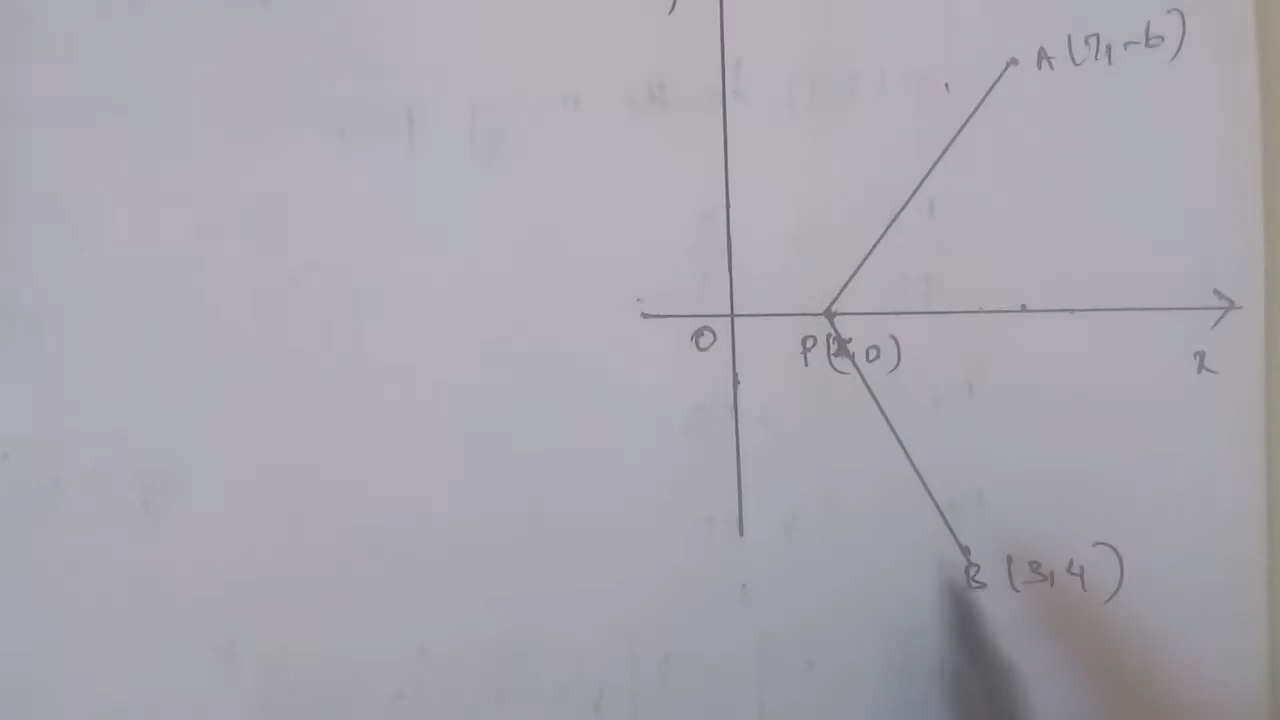 A (7, -6)
O
P(x, 0)
x
B (3, 4)